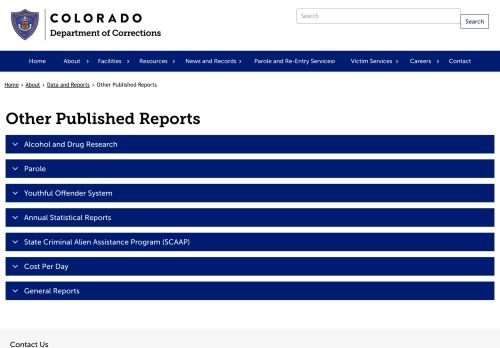 COLORADO
Department of Corrections
Search
Search
Home About Facilities Resources News and Records Parole and Re-Entry Services Victim Services Careers Contact
Home › About › Data and Reports › Other Published Reports
Other Published Reports
Alcohol and Drug Research
Parole
Youthful Offender System
Annual Statistical Reports
State Criminal Alien Assistance Program (SCAAP)
Cost Per Day
General Reports
Contact Us